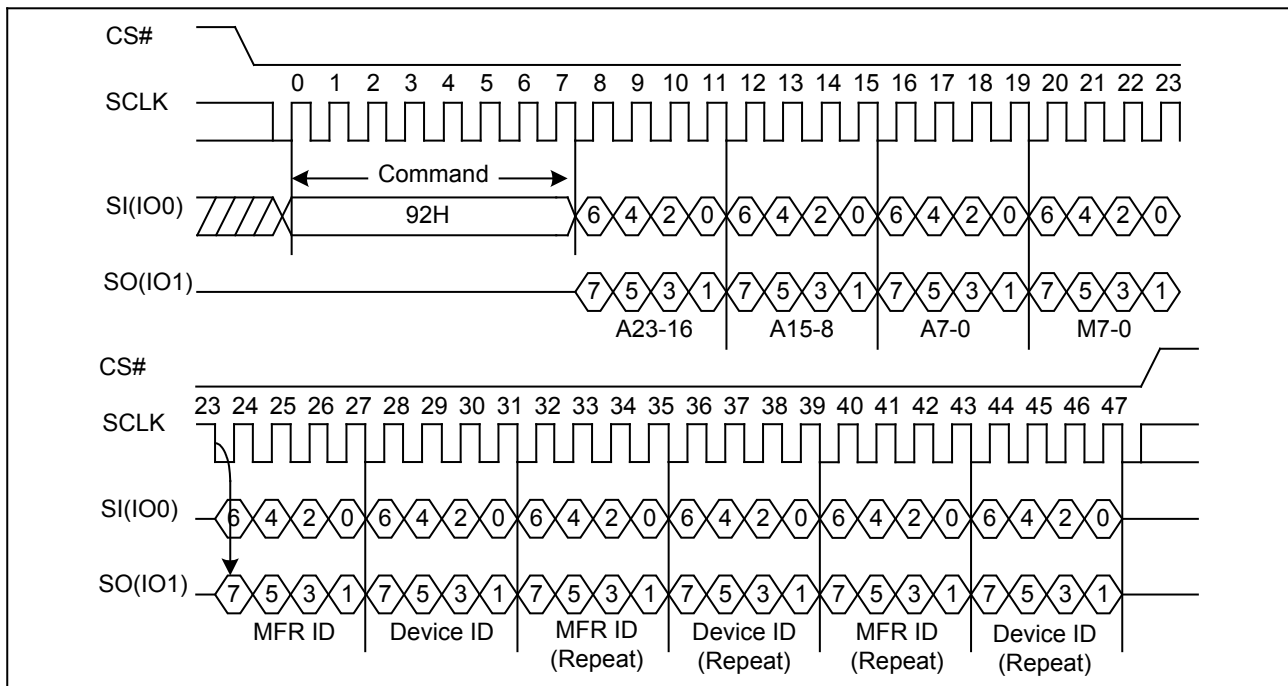 CS#
0 1 2 3 4 5 6 7 8 9 10 11 12 13 14 15 16 17 18 19 20 21 22 23
SCLK
Command
SI(IO0) 92H 6 4 2 0 6 4 2 0 6 4 2 0 6 4 2 0
SO(IO1) 7 5 3 1 7 5 3 1 7 5 3 1 7 5 3 1
A23-16 A15-8 A7-0 M7-0
CS#
23 24 25 26 27 28 29 30 31 32 33 34 35 36 37 38 39 40 41 42 43 44 45 46 47
SCLK
SI(IO0) 6 4 2 0 6 4 2 0 6 4 2 0 6 4 2 0 6 4 2 0 6 4 2 0
SO(IO1) 7 5 3 1 7 5 3 1 7 5 3 1 7 5 3 1 7 5 3 1 7 5 3 1
MFR ID Device ID MFR ID Device ID MFR ID Device ID
(Repeat) (Repeat) (Repeat) (Repeat)